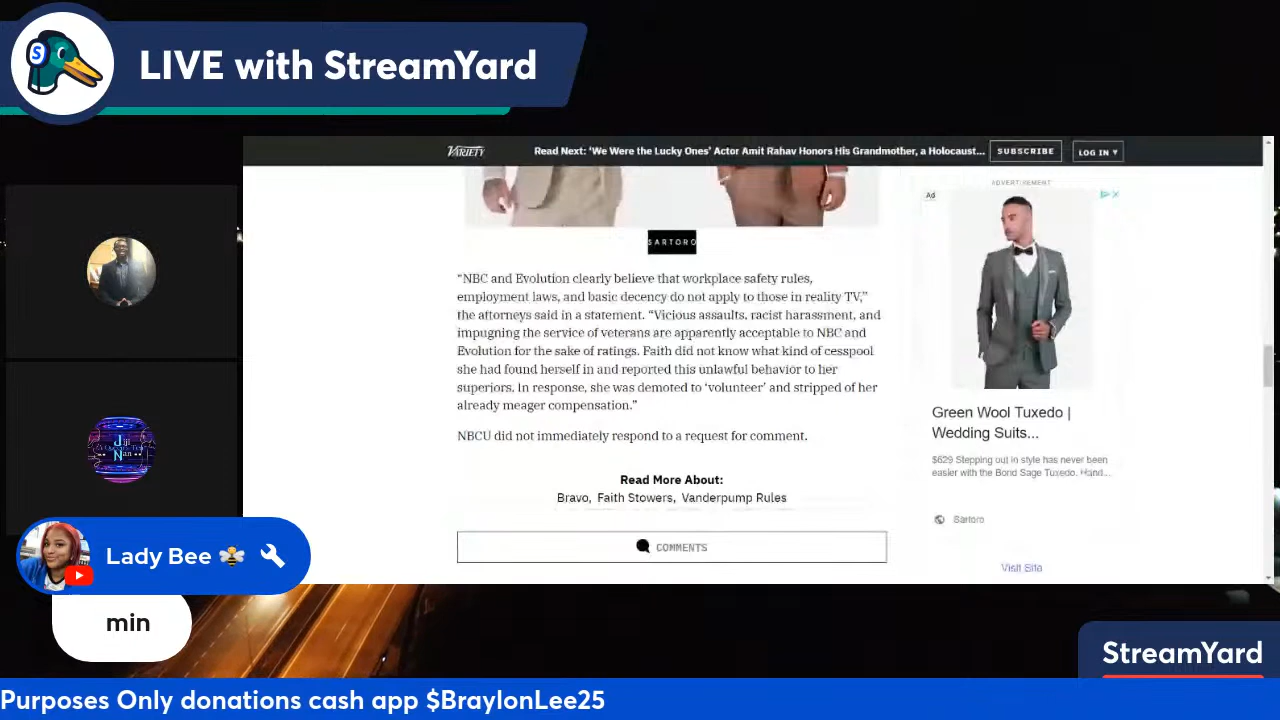 S
LIVE with StreamYard
VARIETY
Read Next: ‘We Were the Lucky Ones’ Actor Amit Rahav Honors His Grandmother, a Holocaust...
SUBSCRIBE
LOG IN ▾
ADVERTISEMENT
Ad
SARTORO
“NBC and Evolution clearly believe that workplace safety rules,
employment laws, and basic decency do not apply to those in reality TV,”
the attorneys said in a statement. “Vicious assaults, racist harassment, and
impugning the service of veterans are apparently acceptable to NBC and
Evolution for the sake of ratings. Faith did not know what kind of cesspool
she had found herself in and reported this unlawful behavior to her
superiors. In response, she was demoted to ‘volunteer’ and stripped of her
already meager compensation.”
NBCU did not immediately respond to a request for comment.
Read More About:
Bravo, Faith Stowers, Vanderpump Rules
COMMENTS
Green Wool Tuxedo |
Wedding Suits...
$629 Stepping out in style has never been
easier with the Bond Sage Tuxedo. Hand...
Sartoro
Visit Site
Lady Bee 🐝
min
StreamYard
Purposes Only donations cash app $BraylonLee25